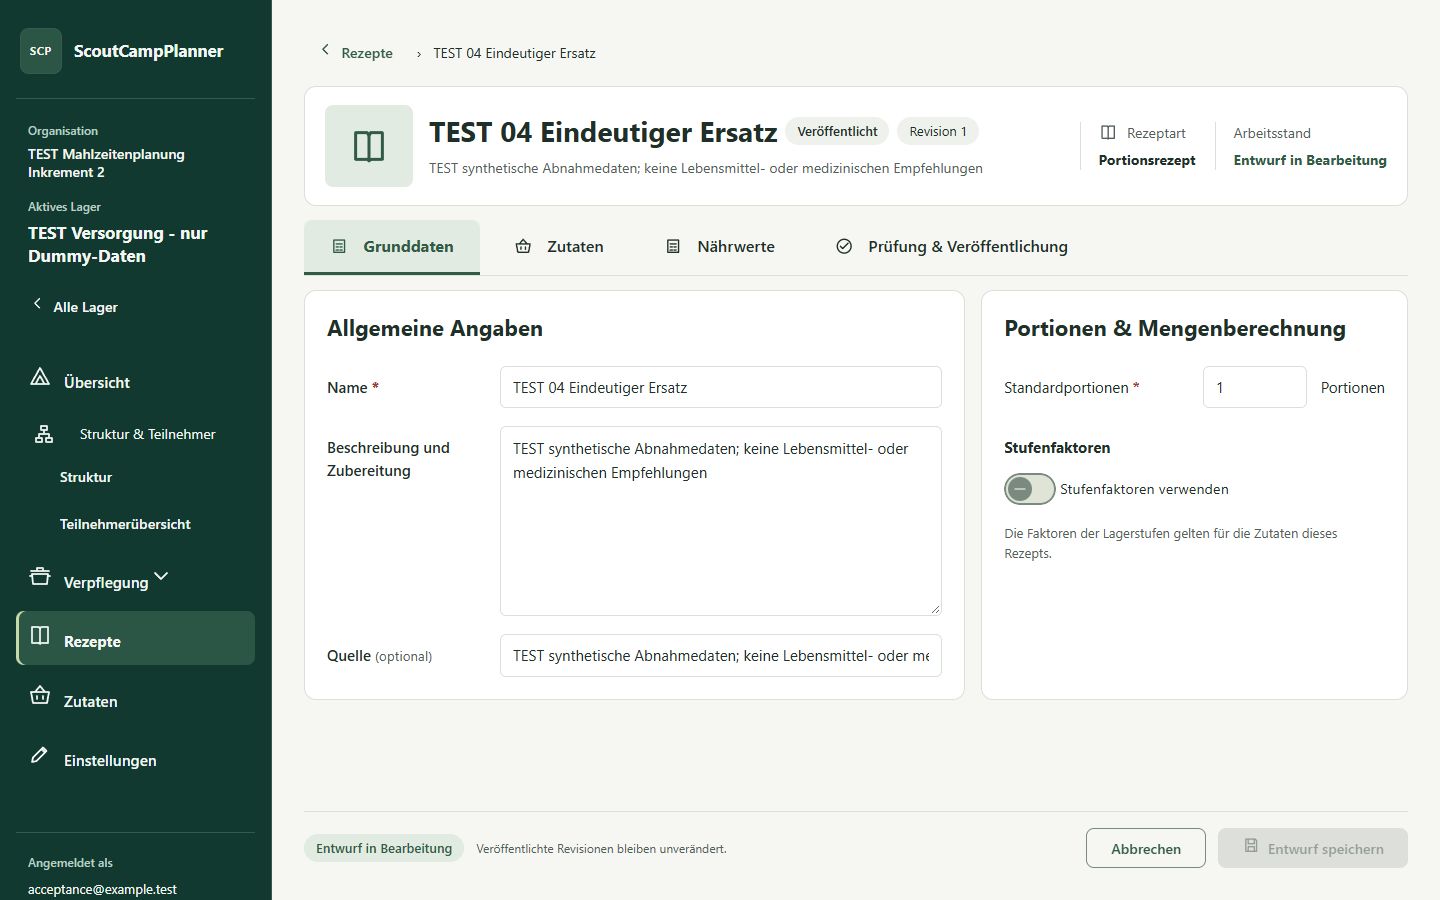 SCP
ScoutCampPlanner
Organisation
TEST Mahlzeitenplanung
Inkrement 2
Aktives Lager
TEST Versorgung - nur
Dummy-Daten
Alle Lager
Übersicht
Struktur & Teilnehmer
Struktur
Teilnehmerübersicht
Verpflegung
Rezepte
Zutaten
Einstellungen
Angemeldet als
acceptance@example.test
Rezepte › TEST 04 Eindeutiger Ersatz
TEST 04 Eindeutiger Ersatz Veröffentlicht Revision 1
TEST synthetische Abnahmedaten; keine Lebensmittel- oder medizinischen Empfehlungen
Rezeptart
Portionsrezept
Arbeitsstand
Entwurf in Bearbeitung
Grunddaten Zutaten Nährwerte Prüfung & Veröffentlichung
Allgemeine Angaben
Name * TEST 04 Eindeutiger Ersatz
Beschreibung und
Zubereitung
TEST synthetische Abnahmedaten; keine Lebensmittel- oder
medizinischen Empfehlungen
Quelle (optional) TEST synthetische Abnahmedaten; keine Lebensmittel- oder me
Portionen & Mengenberechnung
Standardportionen * 1 Portionen
Stufenfaktoren
Stufenfaktoren verwenden
Die Faktoren der Lagerstufen gelten für die Zutaten dieses
Rezepts.
Entwurf in Bearbeitung Veröffentlichte Revisionen bleiben unverändert.
Abbrechen Entwurf speichern